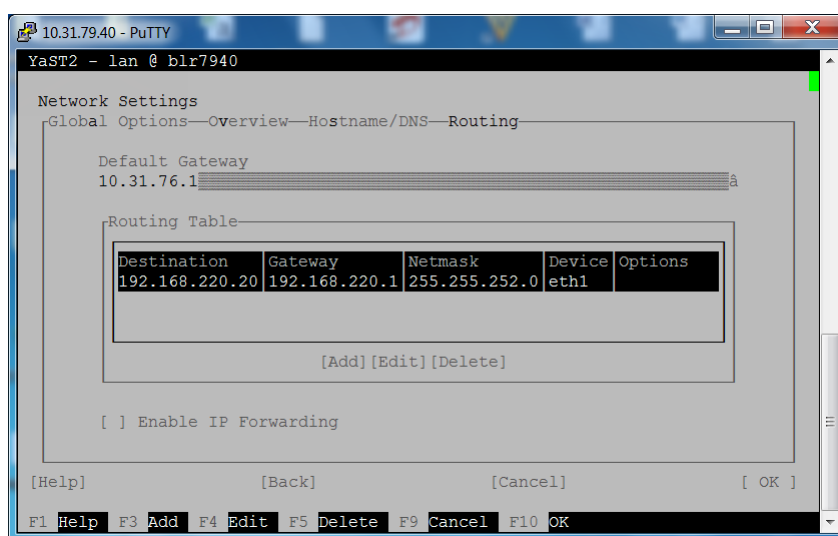 10.31.79.40 - PuTTY
YaST2 - lan @ blr7940
Network Settings
Global Options—Overview—Hostname/DNS—Routing
Default Gateway
10.31.76.1 â
Routing Table
Destination Gateway Netmask Device Options
192.168.220.20 192.168.220.1 255.255.252.0 eth1
[Add][Edit][Delete]
[ ] Enable IP Forwarding
[Help] [Back] [Cancel] [ OK ]
F1 Help F3 Add F4 Edit F5 Delete F9 Cancel F10 OK